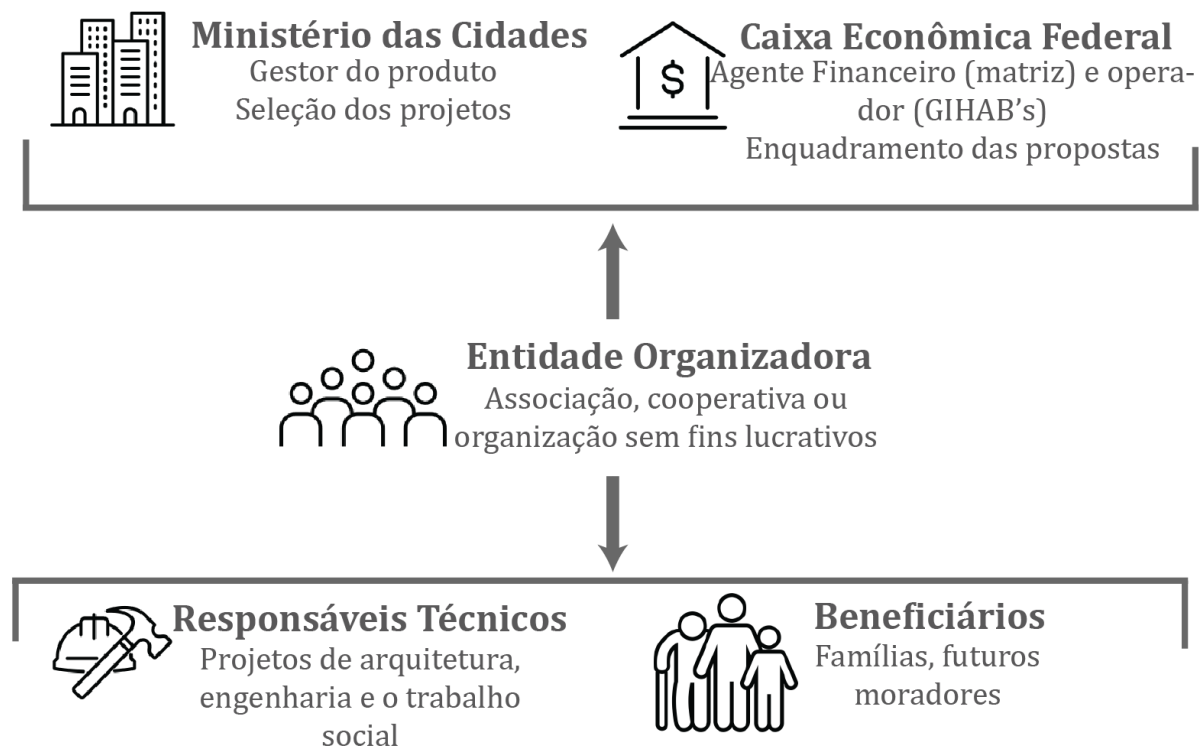 Ministério das Cidades
Gestor do produto
Seleção dos projetos
Caixa Econômica Federal
Agente Financeiro (matriz) e opera-
dor (GIHAB's)
Enquadramento das propostas
$
Entidade Organizadora
Associação, cooperativa ou
organização sem fins lucrativos
Responsáveis Técnicos
Projetos de arquitetura,
engenharia e o trabalho
social
Beneficiários
Famílias, futuros
moradores